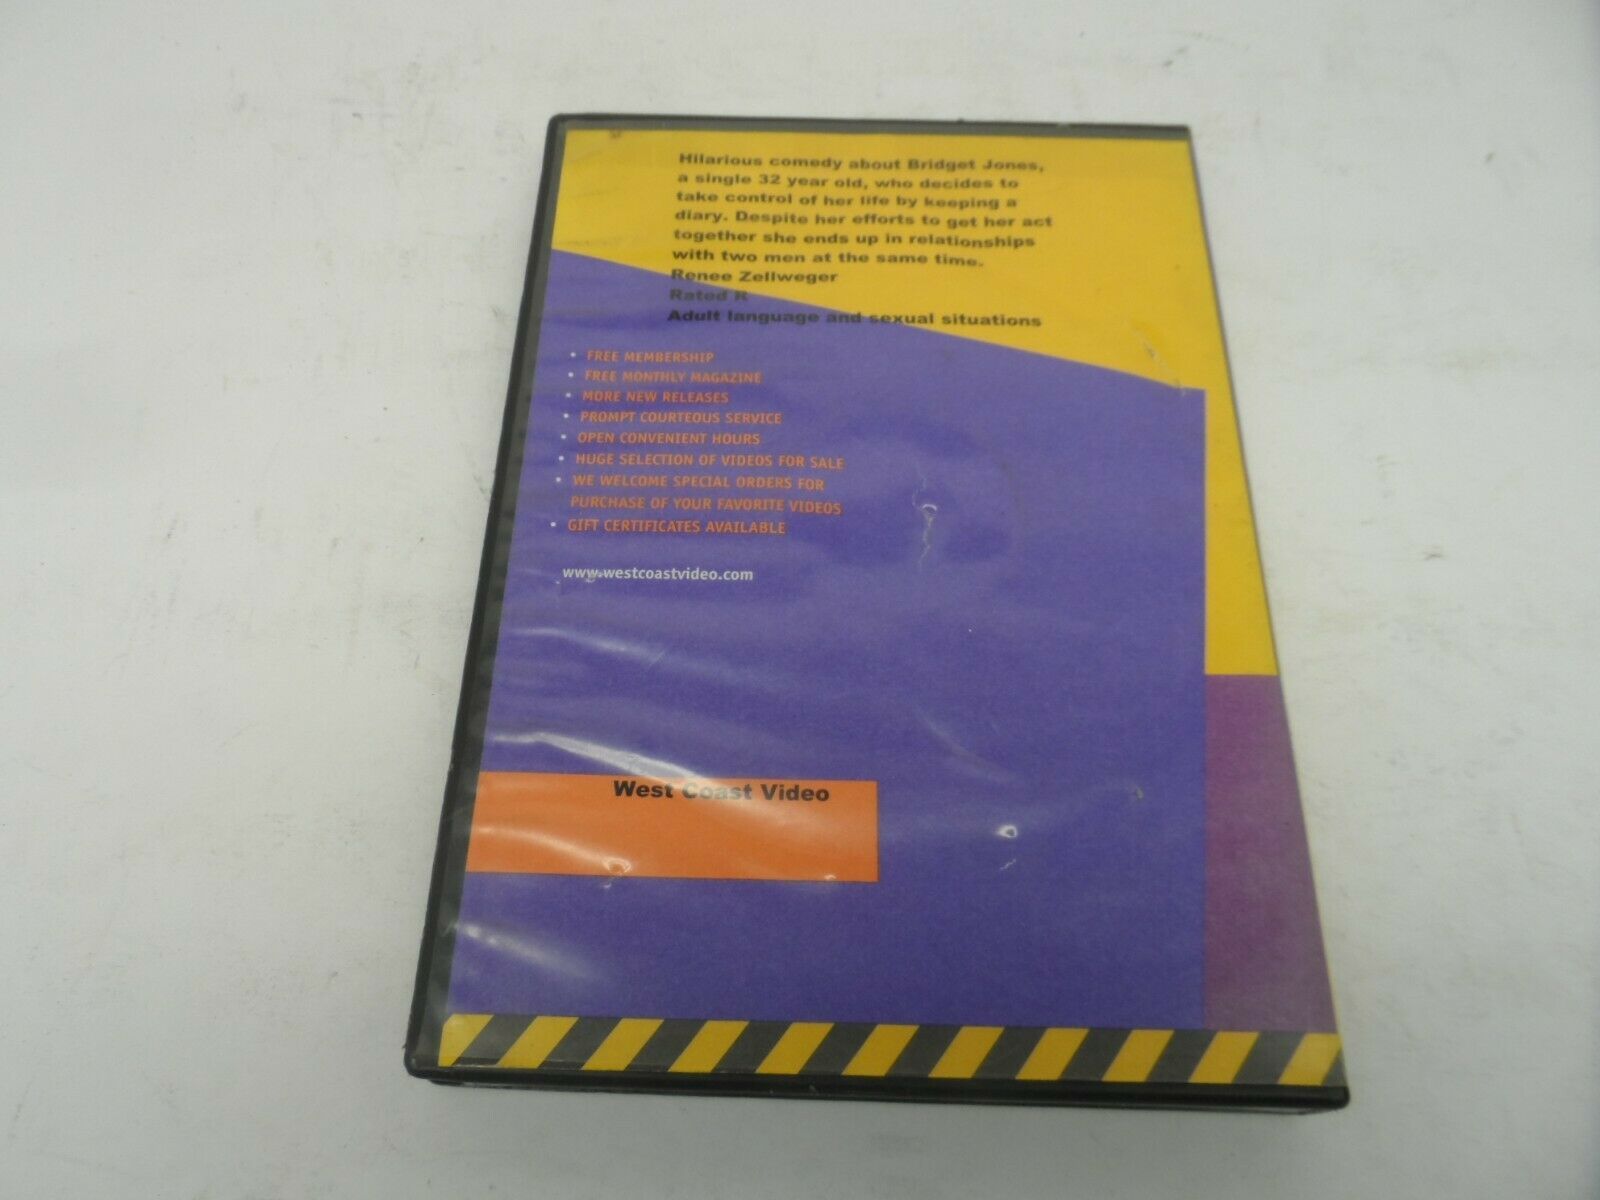 Hilarious comedy about Bridget Jones,
a single 32 year old, who decides to
take control of her life by keeping a
diary. Despite her efforts to get her act
together she ends up in relationships
with two men at the same time.
Renee Zellweger
Rated R
Adult language and sexual situations
• FREE MEMBERSHIP
• FREE MONTHLY MAGAZINE
• MORE NEW RELEASES
• PROMPT COURTEOUS SERVICE
• OPEN CONVENIENT HOURS
• HUGE SELECTION OF VIDEOS FOR SALE
• WE WELCOME SPECIAL ORDERS FOR
PURCHASE OF YOUR FAVORITE VIDEOS
• GIFT CERTIFICATES AVAILABLE
www.westcoastvideo.com
West Coast Video